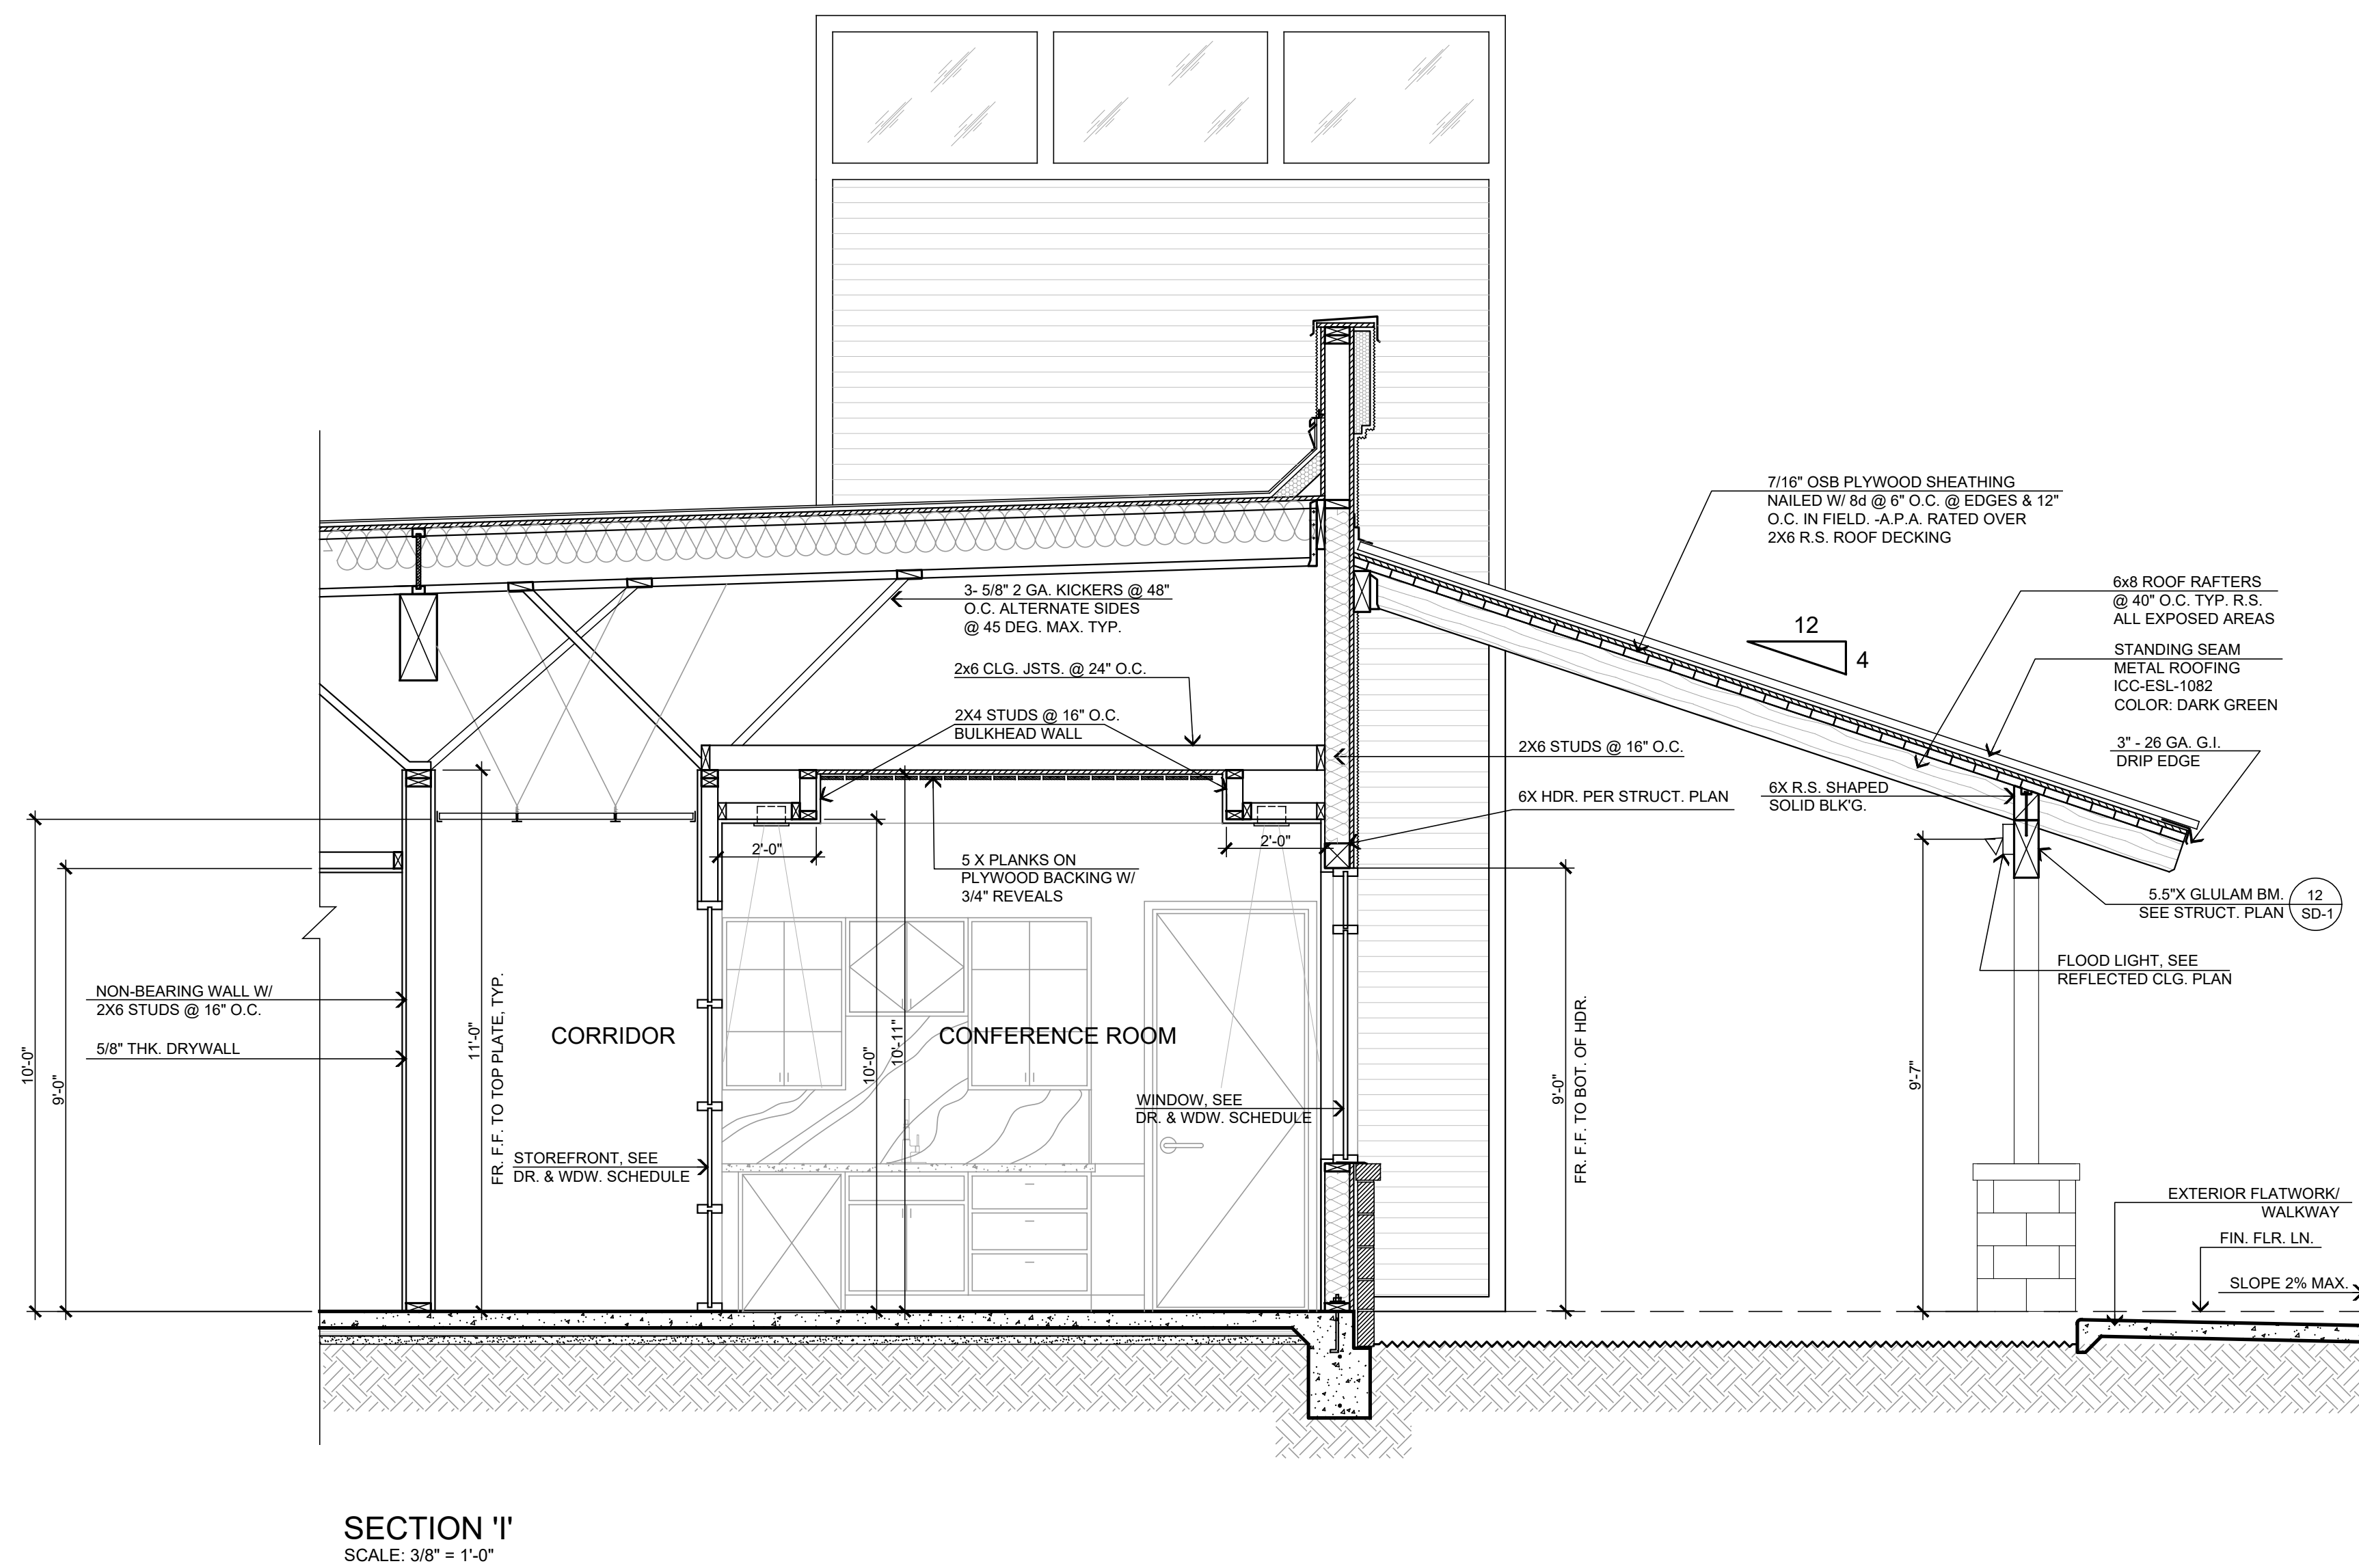 7/16" OSB PLYWOOD SHEATHING
NAILED W/ 8d @ 6" O.C. @ EDGES & 12"
O.C. IN FIELD. -A.P.A. RATED OVER
2X6 R.S. ROOF DECKING
3- 5/8" 2 GA. KICKERS @ 48"
O.C. ALTERNATE SIDES
@ 45 DEG. MAX. TYP.
6x8 ROOF RAFTERS
@ 40" O.C. TYP. R.S.
ALL EXPOSED AREAS
12
4
STANDING SEAM
METAL ROOFING
ICC-ESL-1082
COLOR: DARK GREEN
2x6 CLG. JSTS. @ 24" O.C.
2X4 STUDS @ 16" O.C.
BULKHEAD WALL
2X6 STUDS @ 16" O.C.
3" - 26 GA. G.I.
DRIP EDGE
6X R.S. SHAPED
SOLID BLK'G.
6X HDR. PER STRUCT. PLAN
2'-0"
2'-0"
5 X PLANKS ON
PLYWOOD BACKING W/
3/4" REVEALS
5.5"X GLULAM BM.
SEE STRUCT. PLAN
12
SD-1
FLOOD LIGHT, SEE
REFLECTED CLG. PLAN
NON-BEARING WALL W/
2X6 STUDS @ 16" O.C.
5/8" THK. DRYWALL
10'-0"
9'-0"
11'-0"
FR. F.F. TO TOP PLATE, TYP.
CORRIDOR
10'-0"
10'-11"
CONFERENCE ROOM
WINDOW, SEE
DR. & WDW. SCHEDULE
STOREFRONT, SEE
DR. & WDW. SCHEDULE
9'-0"
FR. F.F. TO BOT. OF HDR.
9'-7"
EXTERIOR FLATWORK/
WALKWAY
FIN. FLR. LN.
SLOPE 2% MAX.
SECTION 'I'
SCALE: 3/8" = 1'-0"